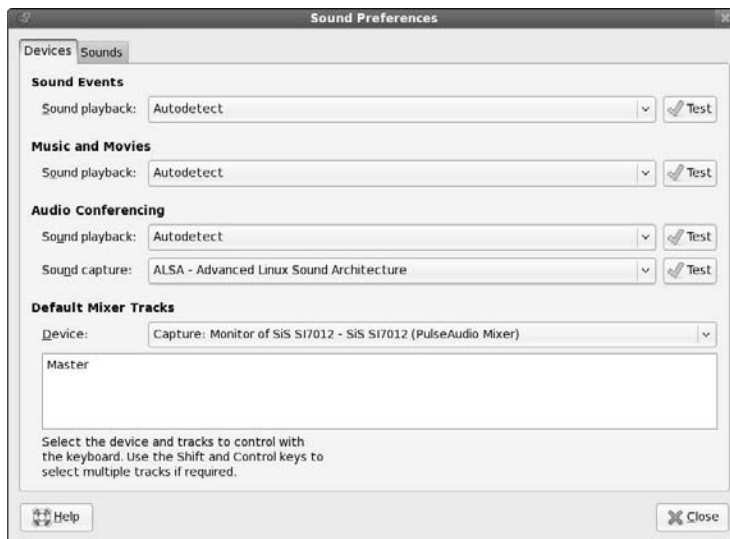 Sound Preferences
Devices Sounds
Sound Events
Sound playback: Autodetect Test
Music and Movies
Sound playback: Autodetect Test
Audio Conferencing
Sound playback: Autodetect Test
Sound capture: ALSA - Advanced Linux Sound Architecture Test
Default Mixer Tracks
Device: Capture: Monitor of SiS SI7012 - SiS SI7012 (PulseAudio Mixer)
Master
Select the device and tracks to control with
the keyboard. Use the Shift and Control keys to
select multiple tracks if required.
Help Close